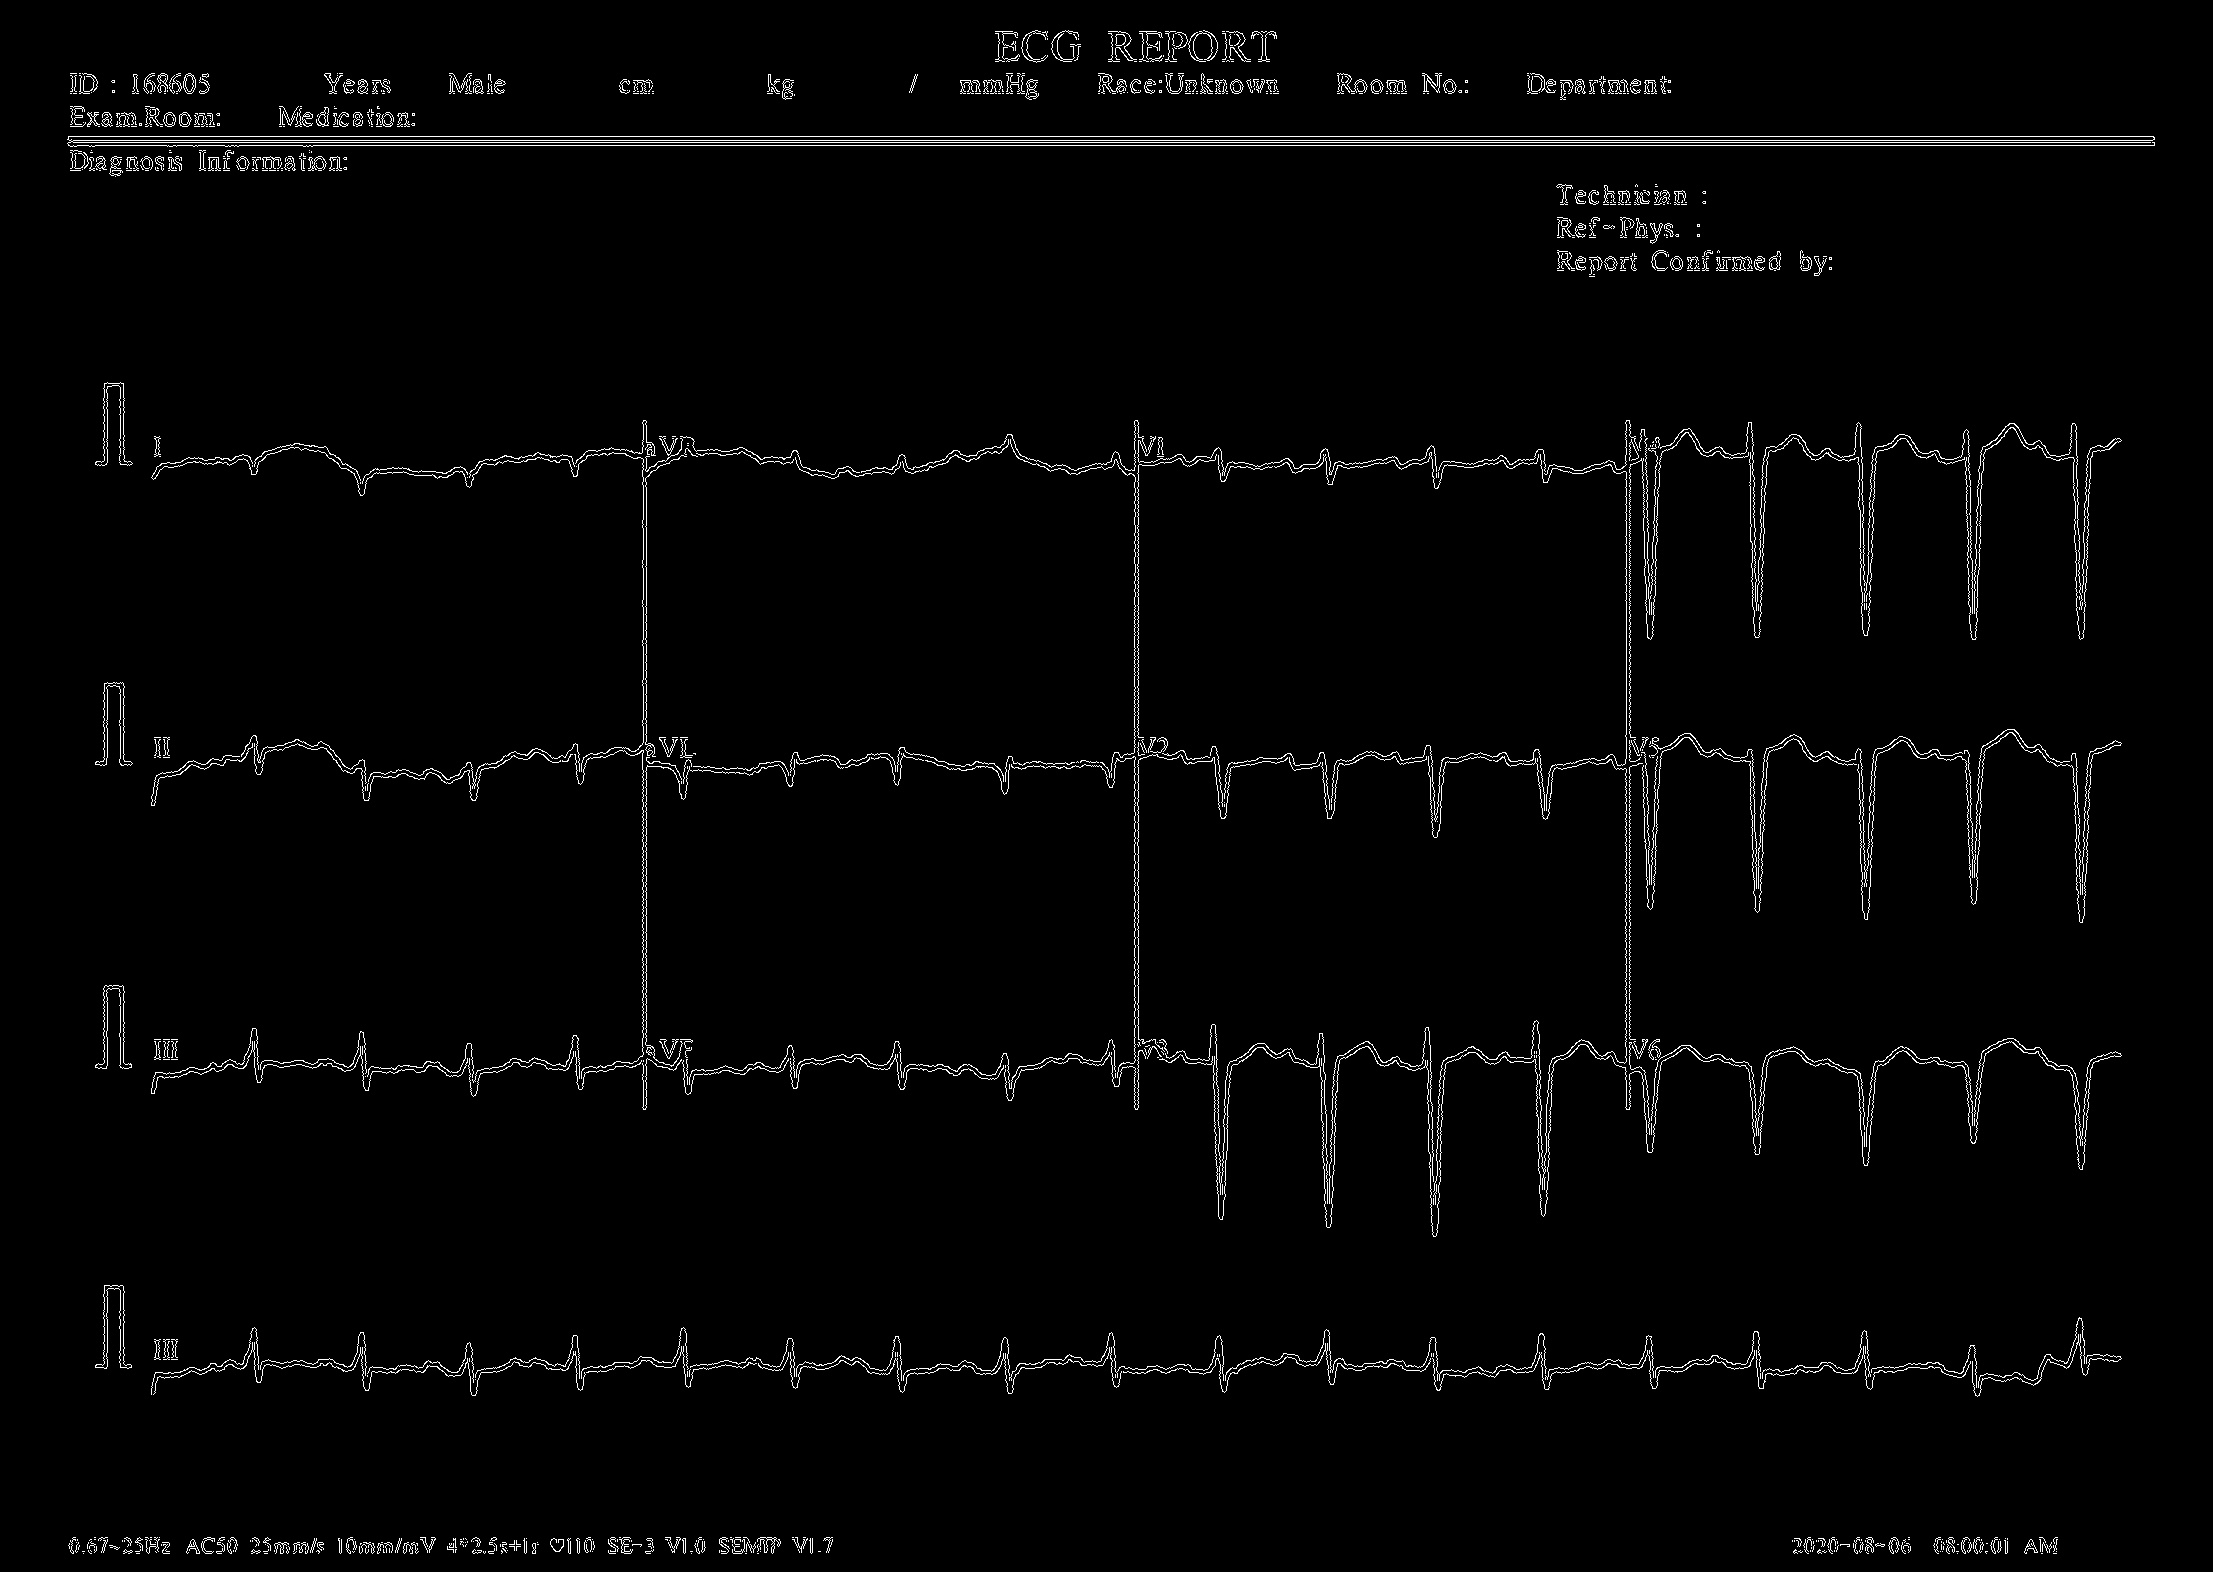 ECG REPORT
ID : 168605 Years Male cm kg / mmHg Race:Unknown Room No.: Department:
Exam.Room: Medication:
Diagnosis Information:
Technician :
Ref-Phys. :
Report Confirmed by:
I aVR V1 V4
II aVL V2 V5
III aVF V3 V6
III
0.67~25Hz AC50 25mm/s 10mm/mV 4*2.5s+1r ♡110 SE-3 V1.0 SEMIP V1.7 2020-08-06 08:00:01 AM